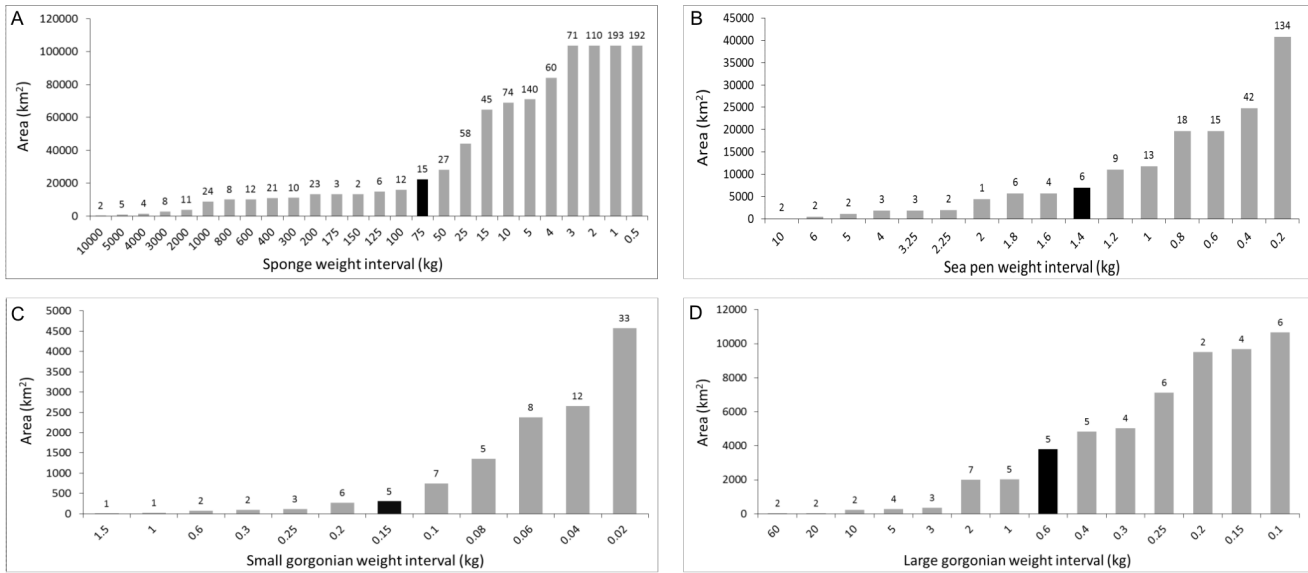 A
Area (km²)
120000
100000
80000
60000
40000
20000
0
2 5 4 8 11 24 8 12 21 10 23 3 2 6 12 15 27 58 45 74 140 60 71 110 193 192
10000 5000 4000 3000 2000 1000 800 600 400 300 200 175 150 125 100 75 50 25 15 10 5 4 3 2 1 0.5
Sponge weight interval (kg)
B
Area (km²)
45000
40000
35000
30000
25000
20000
15000
10000
5000
0
2 2 2 3 3 2 1 6 4 6 9 13 18 15 42 134
10 6 5 4 3.25 2.25 2 1.8 1.6 1.4 1.2 1 0.8 0.6 0.4 0.2
Sea pen weight interval (kg)
C
Area (km²)
5000
4500
4000
3500
3000
2500
2000
1500
1000
500
0
1 1 2 2 3 6 5 7 5 8 12 33
1.5 1 0.6 0.3 0.25 0.2 0.15 0.1 0.08 0.06 0.04 0.02
Small gorgonian weight interval (kg)
D
Area (km²)
12000
10000
8000
6000
4000
2000
0
2 2 2 4 3 7 5 5 5 4 6 2 4 6
60 20 10 5 3 2 1 0.6 0.4 0.3 0.25 0.2 0.15 0.1
Large gorgonian weight interval (kg)